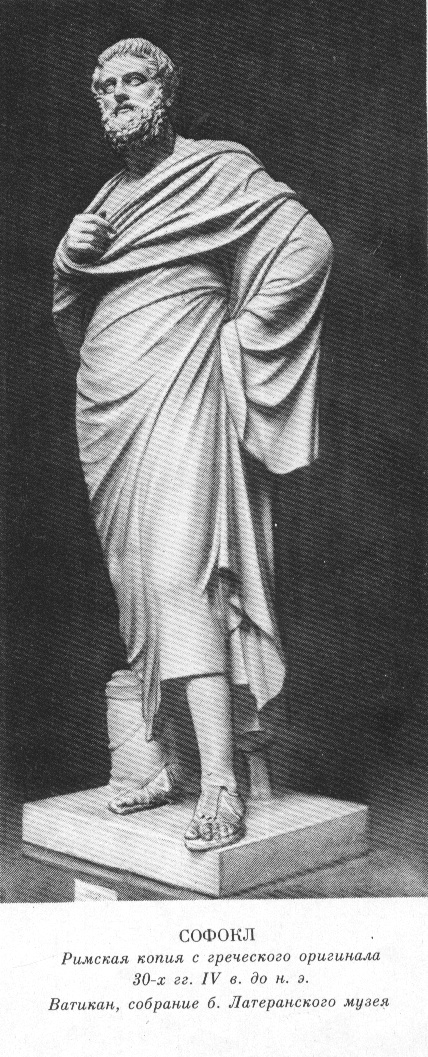 СОФОКЛ
Римская копия с греческого оригинала
30-х гг. IV в. до н. э.
Ватикан, собрание б. Латеранского музея